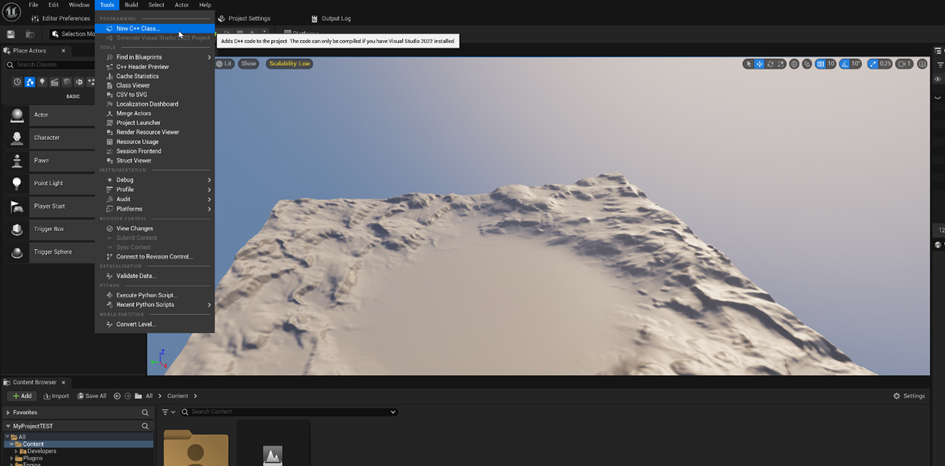 File Edit Window Tools Build Select Actor Help
Editor Preferences
Project Settings
Output Log
Selection Mo
PROGRAMMING
New C++ Class...
Generate Visual Studio 2022 Project
Adds C++ code to the project. The code can only be compiled if you have Visual Studio 2022 installed.
TOOLS
Find in Blueprints
C++ Header Preview
Cache Statistics
Class Viewer
CSV to SVG
Localization Dashboard
Merge Actors
Project Launcher
Render Resource Viewer
Resource Usage
Session Frontend
Struct Viewer
INSTRUMENTATION
Debug
Profile
Audit
Platforms
REVISION CONTROL
View Changes
Submit Content
Sync Content
Connect to Revision Control...
DATA VALIDATION
Validate Data...
PYTHON
Execute Python Script...
Recent Python Scripts
WORLD PARTITION
Convert Level...
Place Actors
Search Classes
BASIC
Actor
Character
Pawn
Point Light
Player Start
Trigger Box
Trigger Sphere
Lit
Show
Scalability: Low
10
10°
0,25
1
Z
12
Content Browser
Add
Import
Save All
All
Content
Settings
Favorites
Search Content
MyProjectTEST
All
Content
Developers
Plugins
Engine